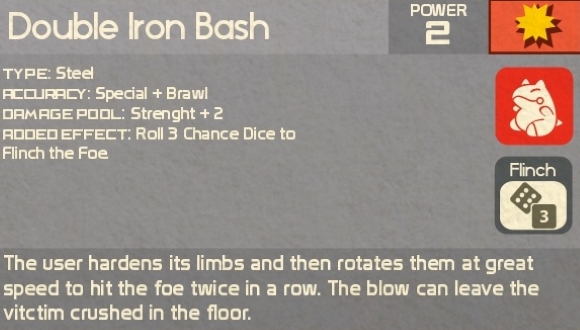 Double Iron Bash
POWER
2
TYPE: Steel
ACCURACY: Special + Brawl
DAMAGE POOL: Strenght + 2
ADDED EFFECT: Roll 3 Chance Dice to
Flinch the Foe.
Flinch
3
The user hardens its limbs and then rotates them at great
speed to hit the foe twice in a row. The blow can leave the
vitctim crushed in the floor.